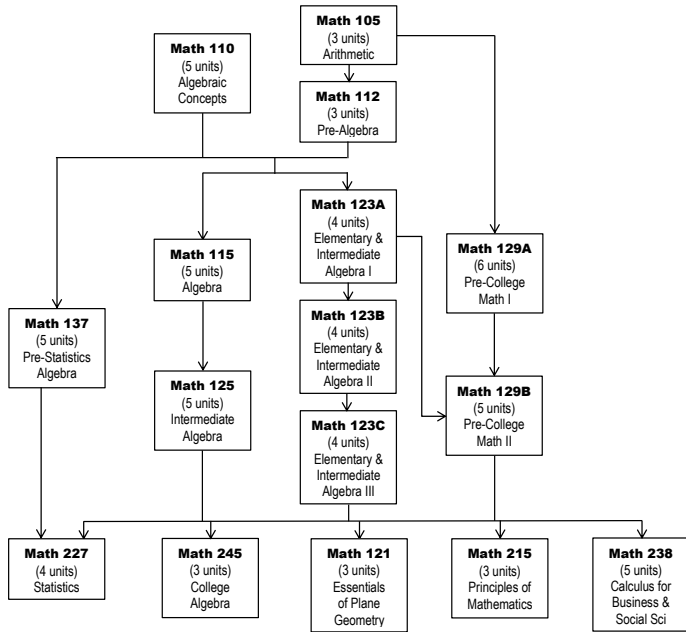 Math 110
(5 units)
Algebraic
Concepts
Math 105
(3 units)
Arithmetic
Math 112
(3 units)
Pre-Algebra
Math 123A
(4 units)
Elementary &
Intermediate
Algebra I
Math 115
(5 units)
Algebra
Math 129A
(6 units)
Pre-College
Math I
Math 137
(5 units)
Pre-Statistics
Algebra
Math 123B
(4 units)
Elementary &
Intermediate
Algebra II
Math 125
(5 units)
Intermediate
Algebra
Math 129B
(5 units)
Pre-College
Math II
Math 123C
(4 units)
Elementary &
Intermediate
Algebra III
Math 227
(4 units)
Statistics
Math 245
(3 units)
College
Algebra
Math 121
(3 units)
Essentials
of Plane
Geometry
Math 215
(3 units)
Principles of
Mathematics
Math 238
(5 units)
Calculus for
Business &
Social Sci